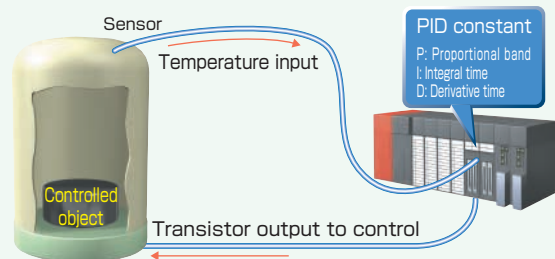 Sensor
Temperature input
PID constant
P: Proportional band
I: Integral time
D: Derivative time
Controlled
object
Transistor output to control